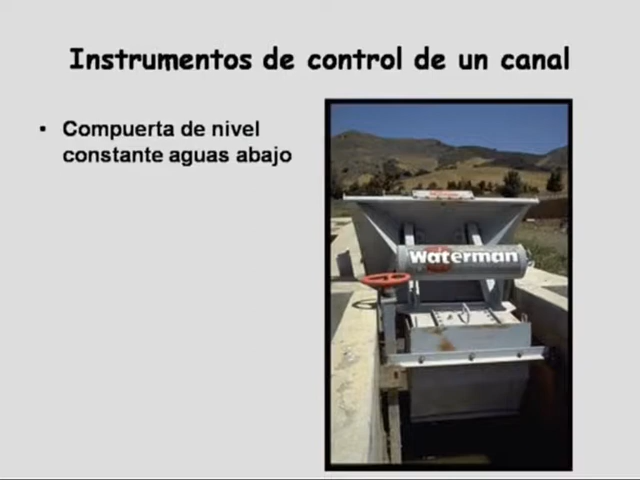 Instrumentos de control de un canal
• Compuerta de nivel
constante aguas abajo
Waterman